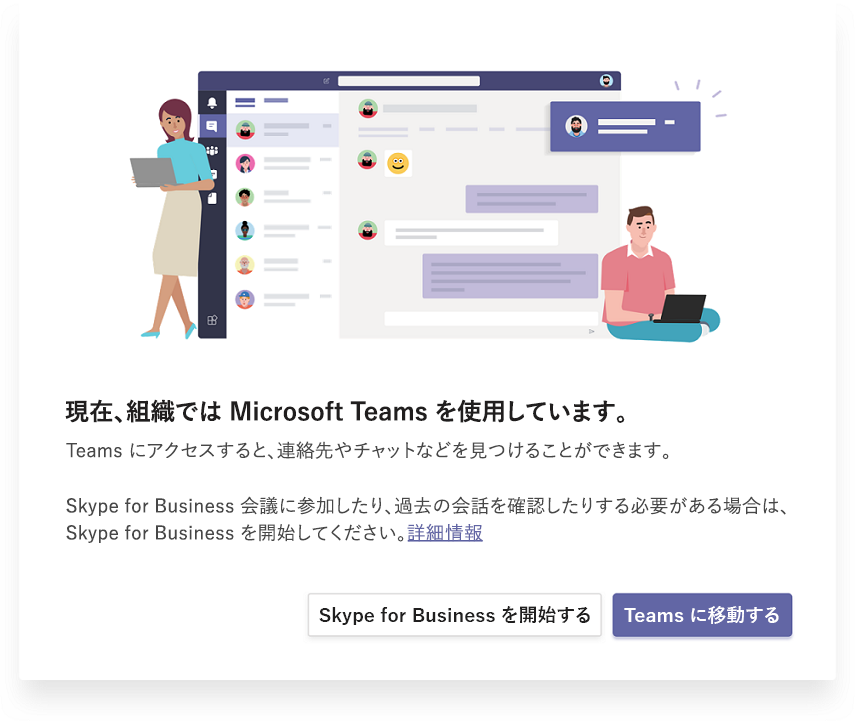 現在、組織では Microsoft Teams を使用しています。
Teams にアクセスすると、連絡先やチャットなどを見つけることができます。
Skype for Business 会議に参加したり、過去の会話を確認したりする必要がある場合は、
Skype for Business を開始してください。詳細情報
Skype for Business を開始する
Teams に移動する